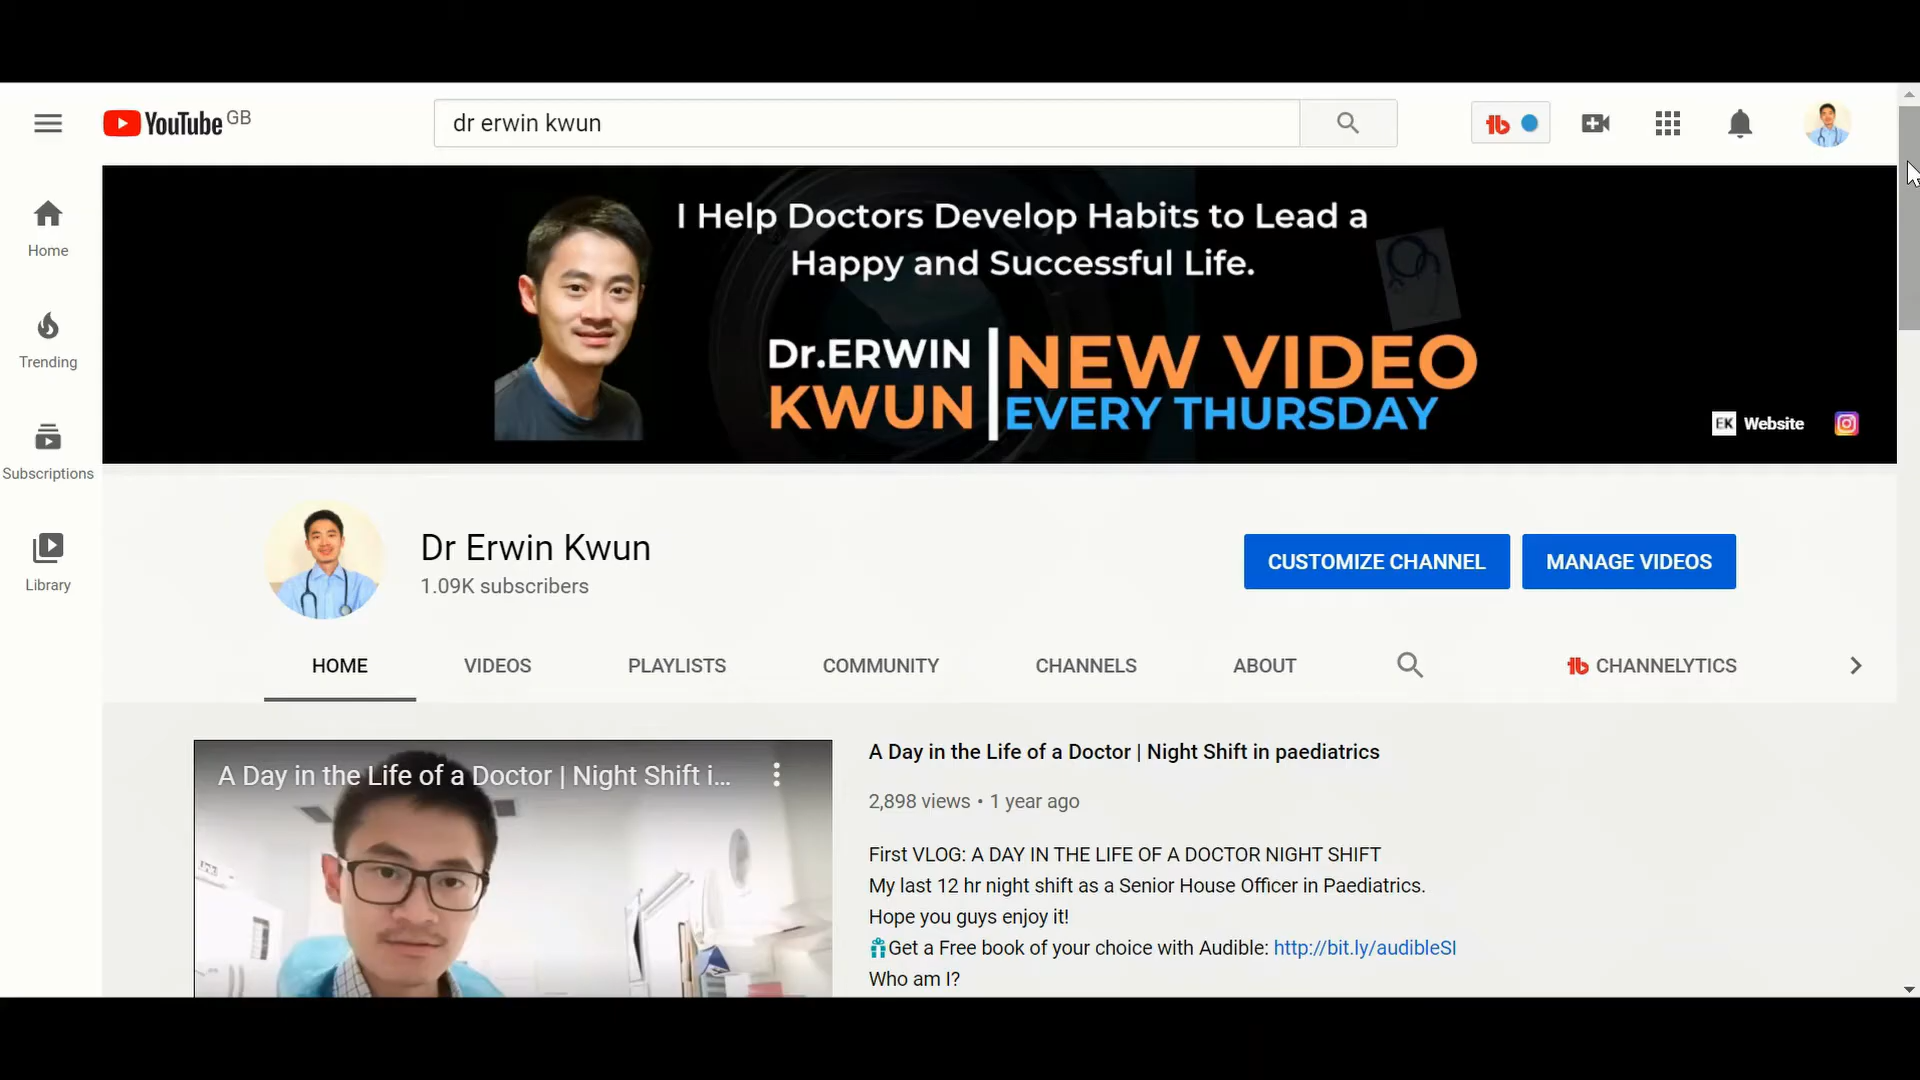 YouTube GB
dr erwin kwun
Home
Trending
Subscriptions
Library
I Help Doctors Develop Habits to Lead a
Happy and Successful Life.
Dr.ERWIN
KWUN
NEW VIDEO
EVERY THURSDAY
EK Website
Dr Erwin Kwun
1.09K subscribers
CUSTOMIZE CHANNEL
MANAGE VIDEOS
HOME VIDEOS PLAYLISTS COMMUNITY CHANNELS ABOUT CHANNELYTICS
A Day in the Life of a Doctor | Night Shift i...
A Day in the Life of a Doctor | Night Shift in paediatrics
2,898 views • 1 year ago
First VLOG: A DAY IN THE LIFE OF A DOCTOR NIGHT SHIFT
My last 12 hr night shift as a Senior House Officer in Paediatrics.
Hope you guys enjoy it!
Get a Free book of your choice with Audible: http://bit.ly/audibleSI
Who am I?